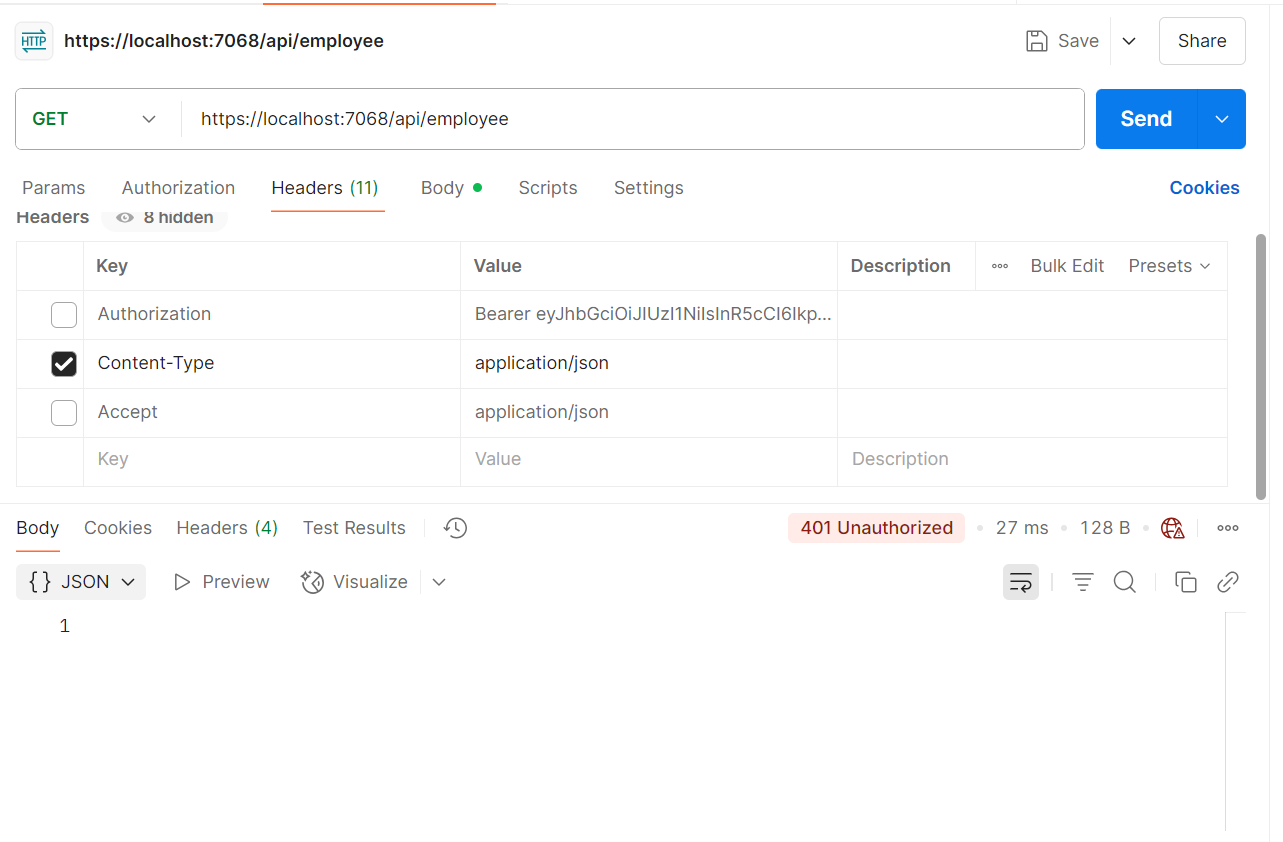 HTTP https://localhost:7068/api/employee Save Share
GET https://localhost:7068/api/employee Send
Params Authorization Headers (11) Body Scripts Settings Cookies
Headers 8 hidden
Key Value Description Bulk Edit Presets
Authorization Bearer eyJhbGciOiJIUzI1NiIsInR5cCI6Ikp...
Content-Type application/json
Accept application/json
Key Value Description
Body Cookies Headers (4) Test Results 401 Unauthorized 27 ms 128 B
{} JSON Preview Visualize
1